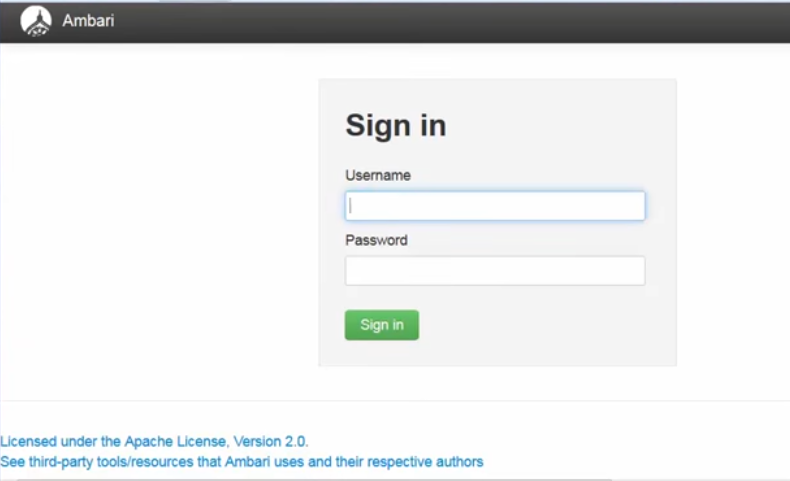 Ambari
Sign in
Username
Password
Sign in
Licensed under the Apache License, Version 2.0.
See third-party tools/resources that Ambari uses and their respective authors